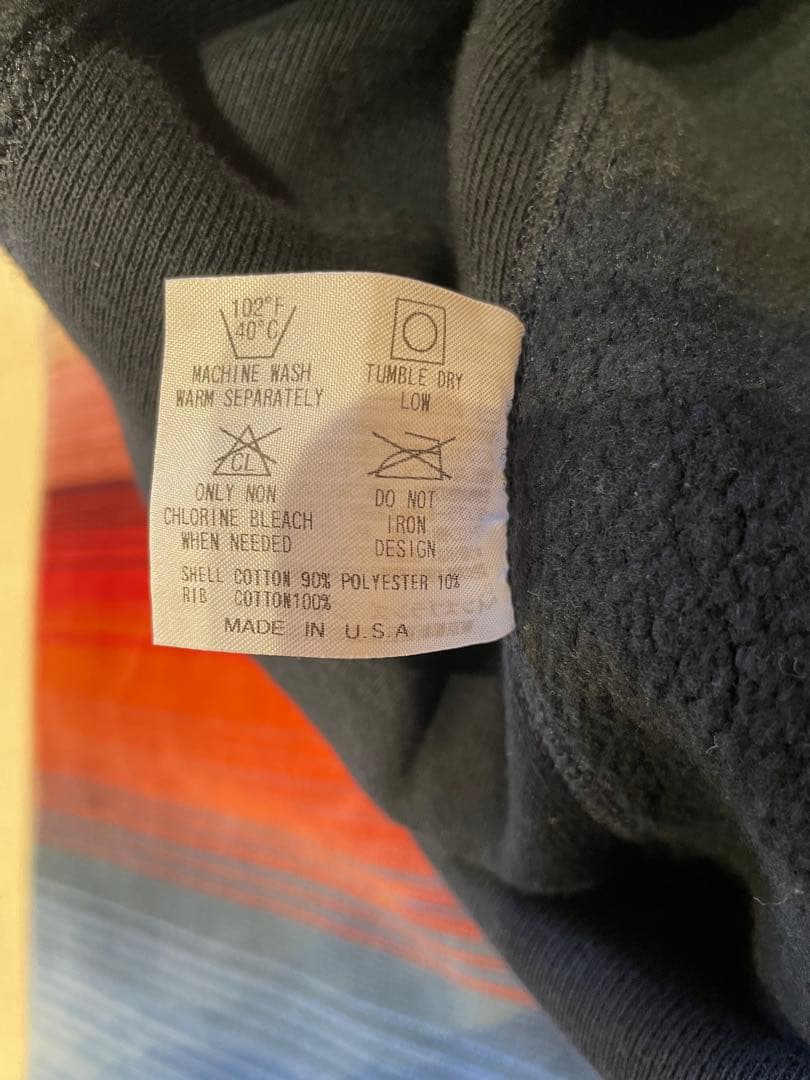 102°F
40°C
MACHINE WASH
WARM SEPARATELY
TUMBLE DRY
LOW
CL
ONLY NON
CHLORINE BLEACH
WHEN NEEDED
DO NOT
IRON
DESIGN
SHELL COTTON 90% POLYESTER 10%
RIB COTTON100%
MADE IN U.S.A